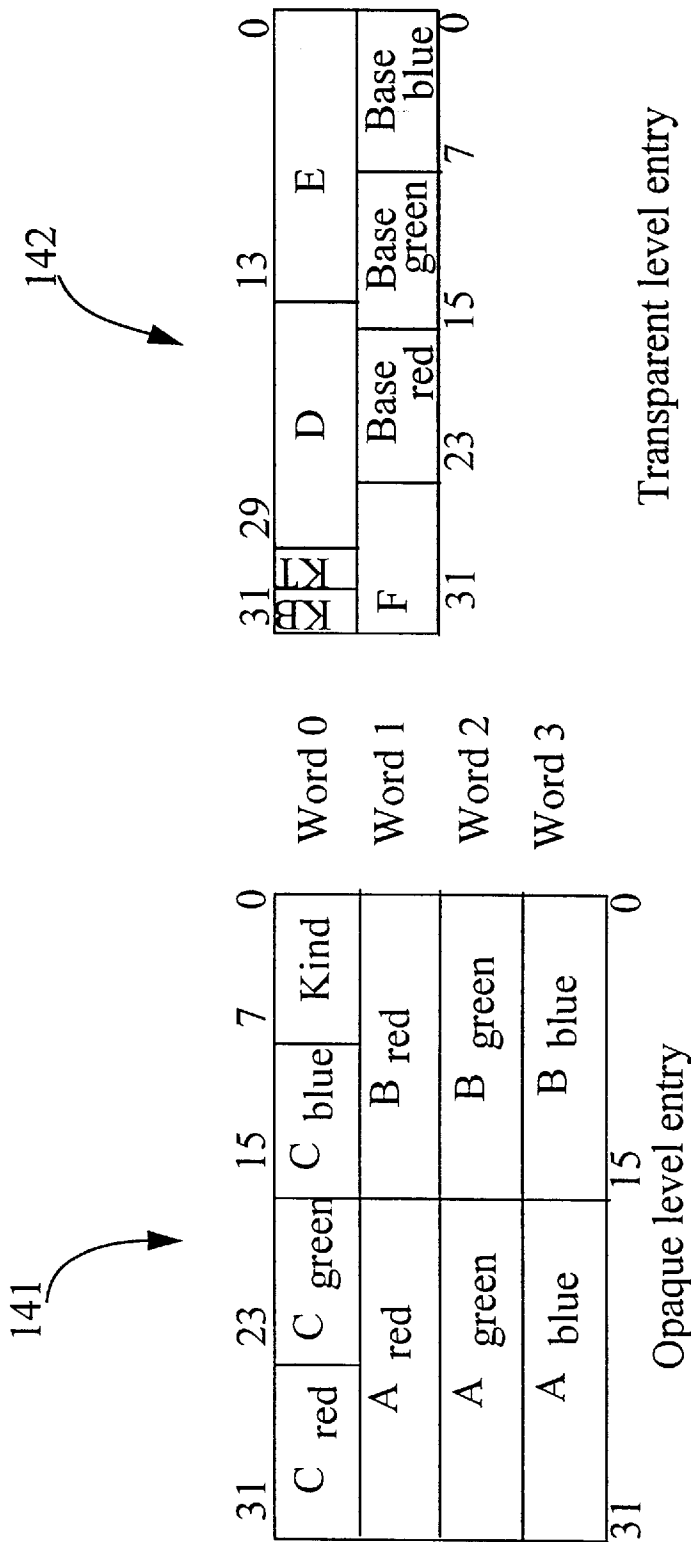 141
31 23 15 7 0
C red C green C blue Kind
Word 0
A red B red
Word 1
A green B green
Word 2
A blue B blue
Word 3
31 15 0
Opaque level entry
142
31 29 13 0
KB KT D E
F Base red Base green Base blue
31 23 15 7 0
Transparent level entry